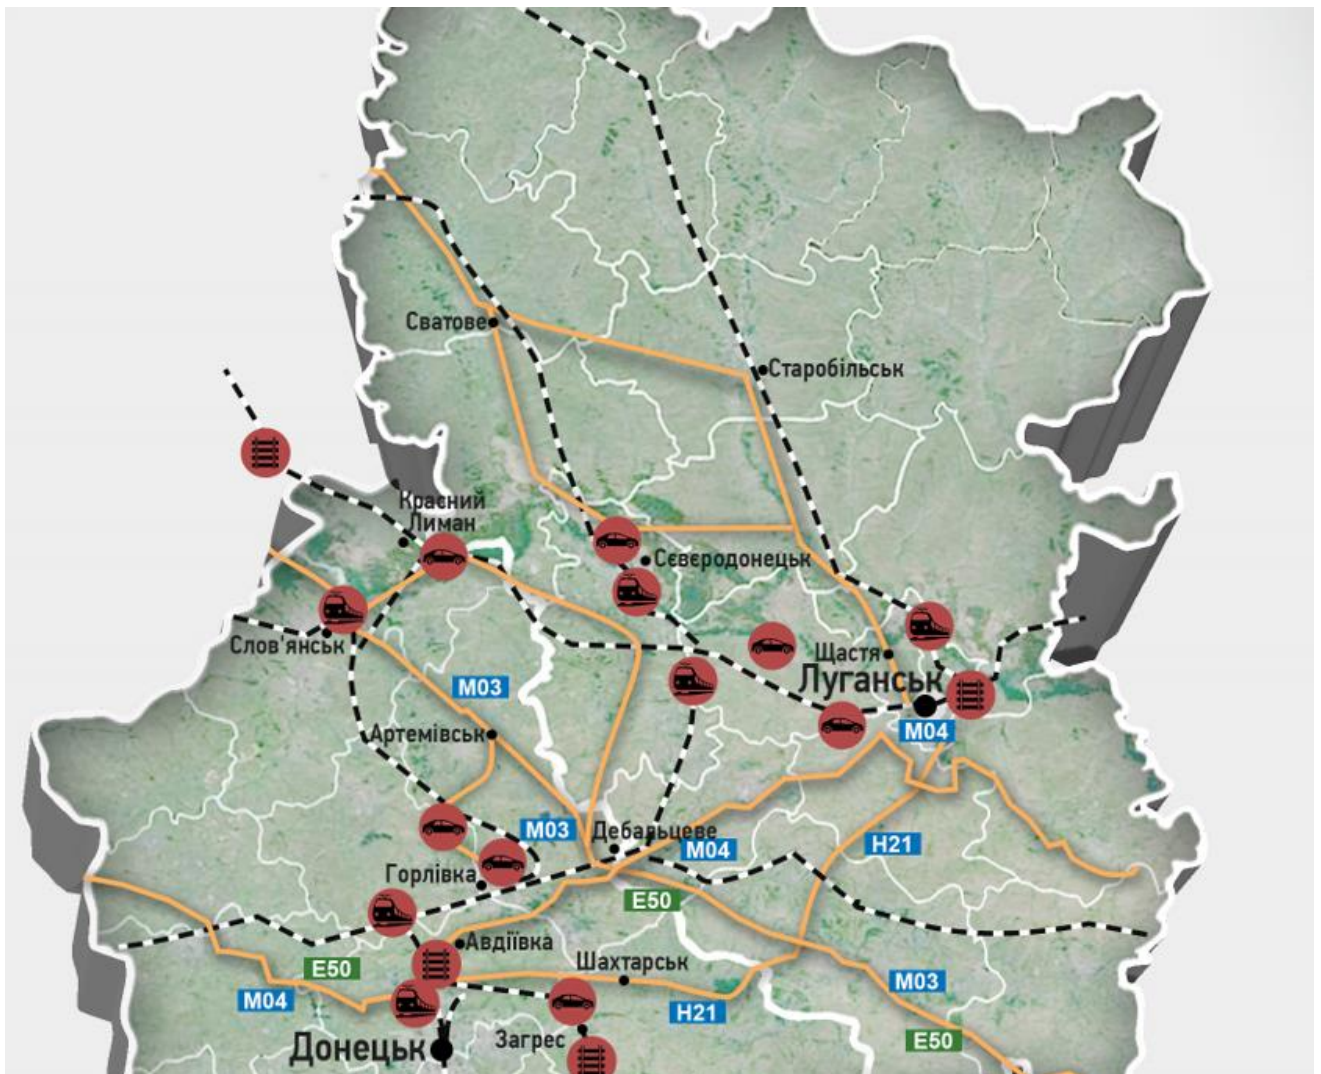 Сватове
Старобільськ
Красний
Лиман
Сєвєродонецьк
Слов'янськ
Щастя
Луганськ
M03
M04
Артемівськ
M03
Дебальцеве
M04
H21
Горлівка
E50
Авдіївка
Шахтарськ
E50
M03
M04
H21
Загрес
E50
Донецьк